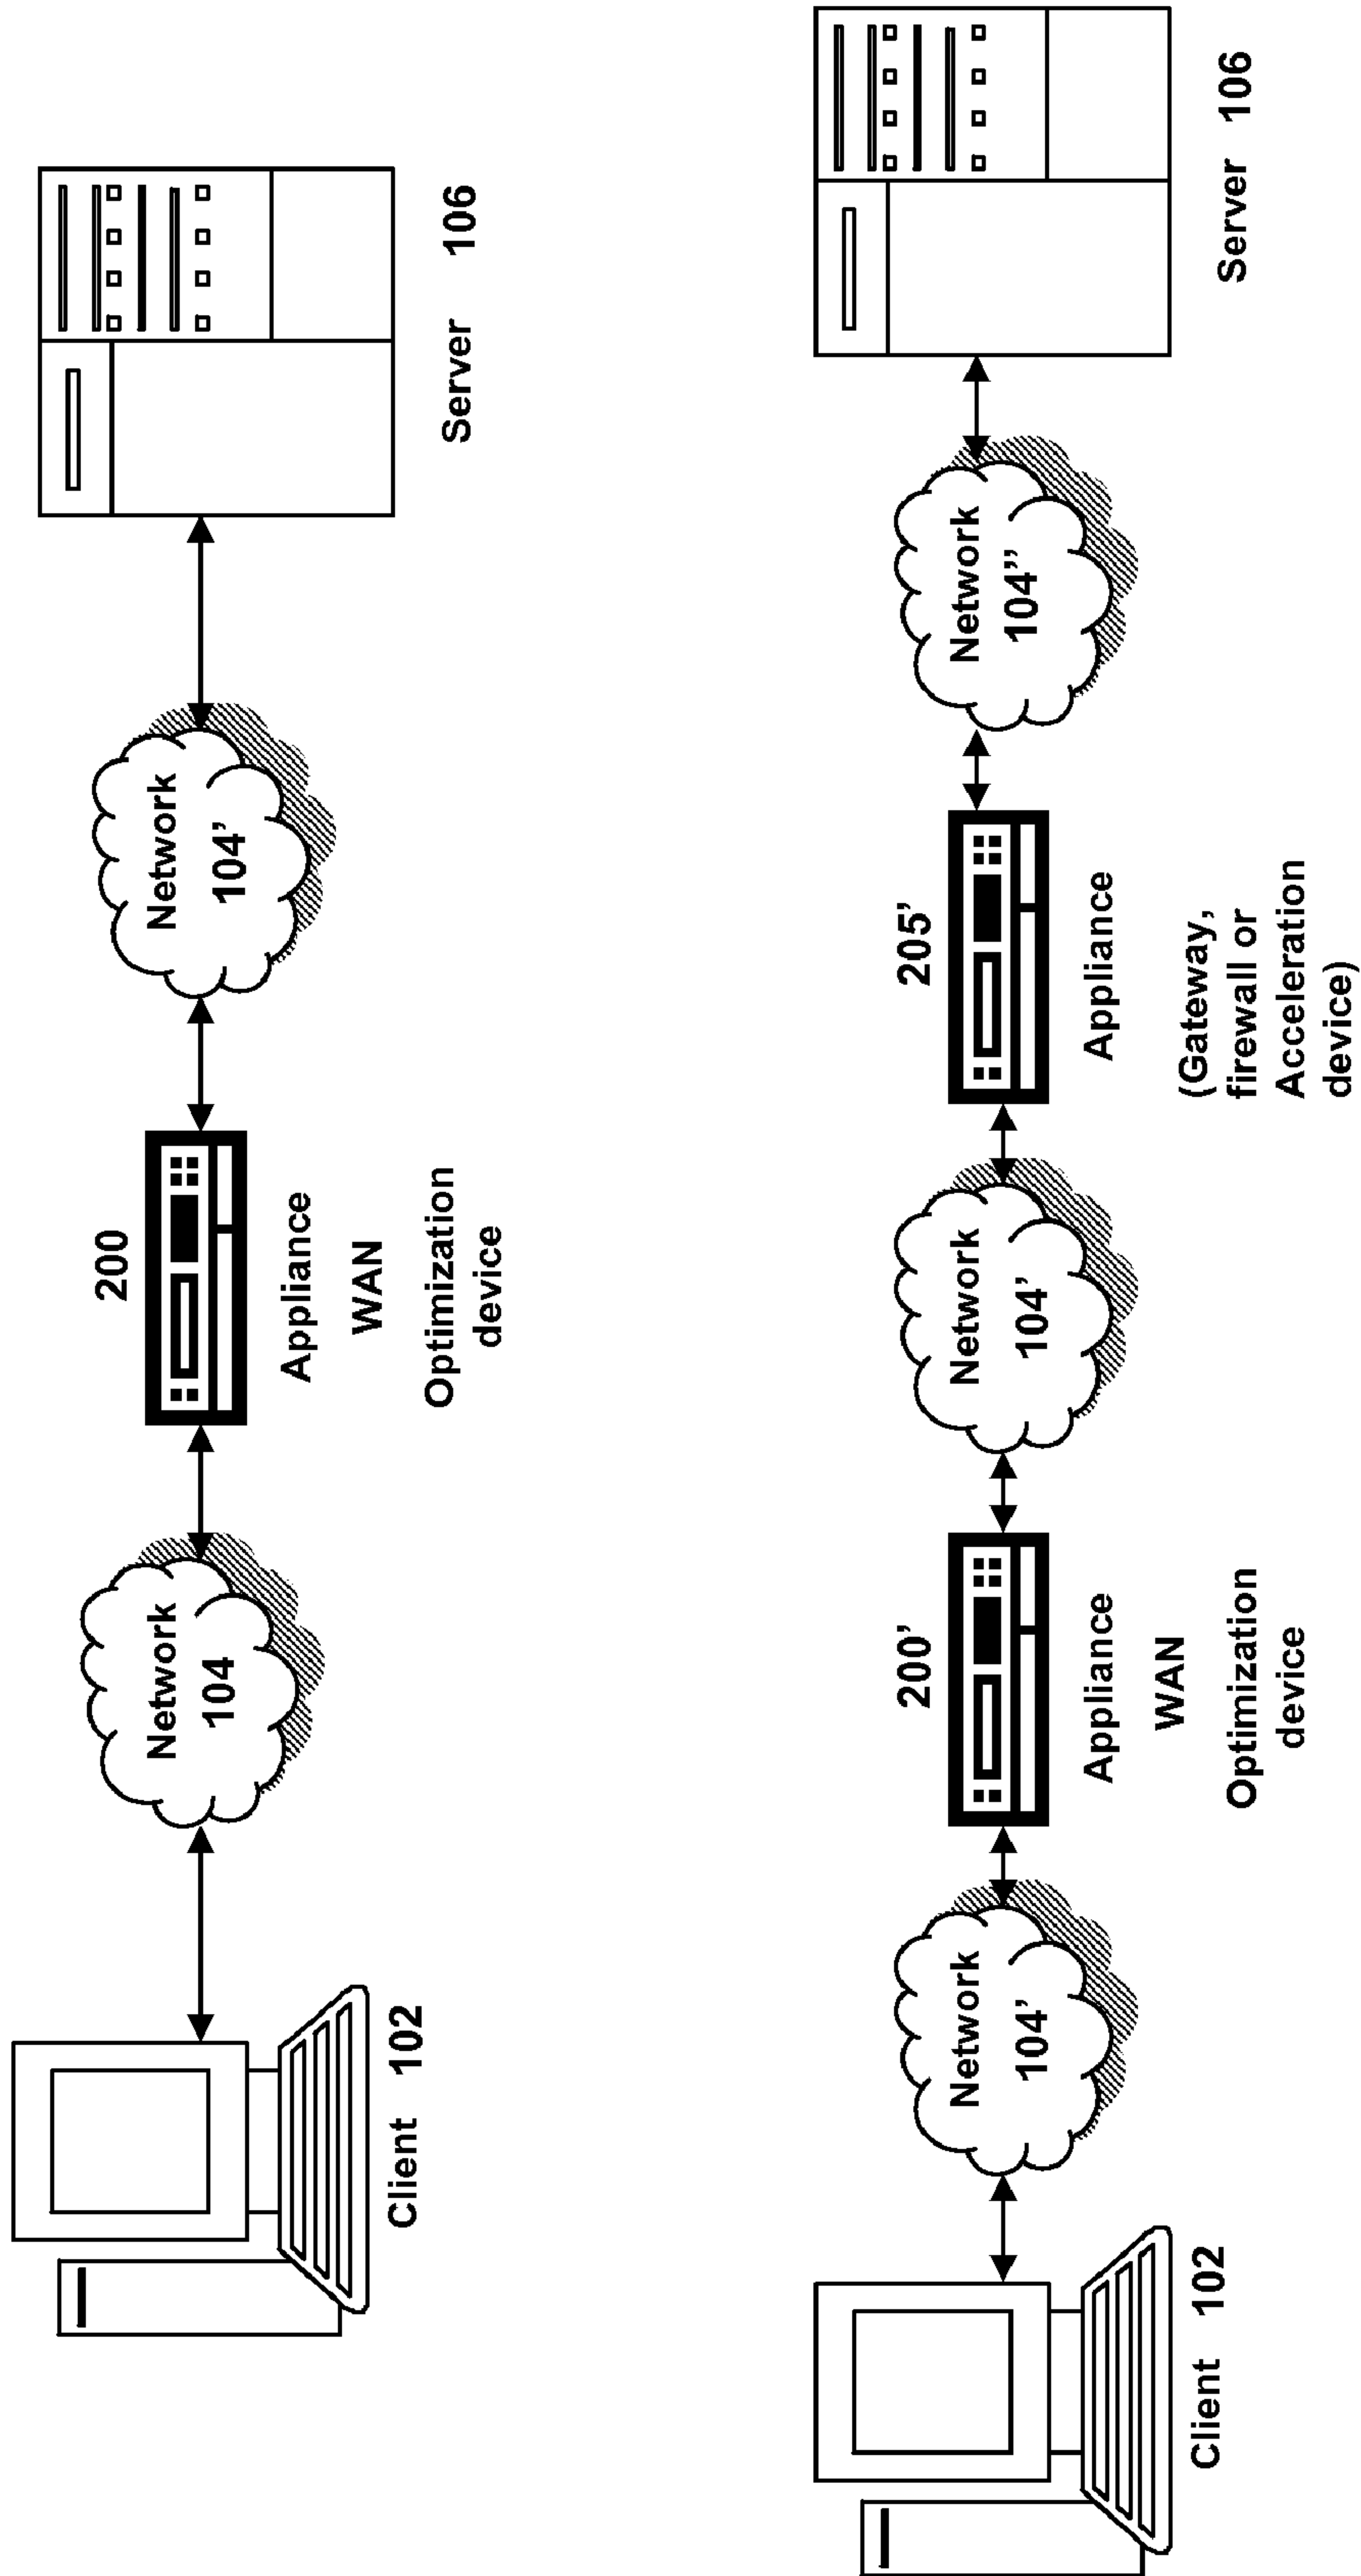 Client 102
Network
104
200
Appliance
WAN
Optimization
device
Network
104’
Server 106
Client 102
Network
104’
200’
Appliance
WAN
Optimization
device
Network
104’
205’
Appliance
(Gateway,
firewall or
Acceleration
device)
Network
104’’
Server 106